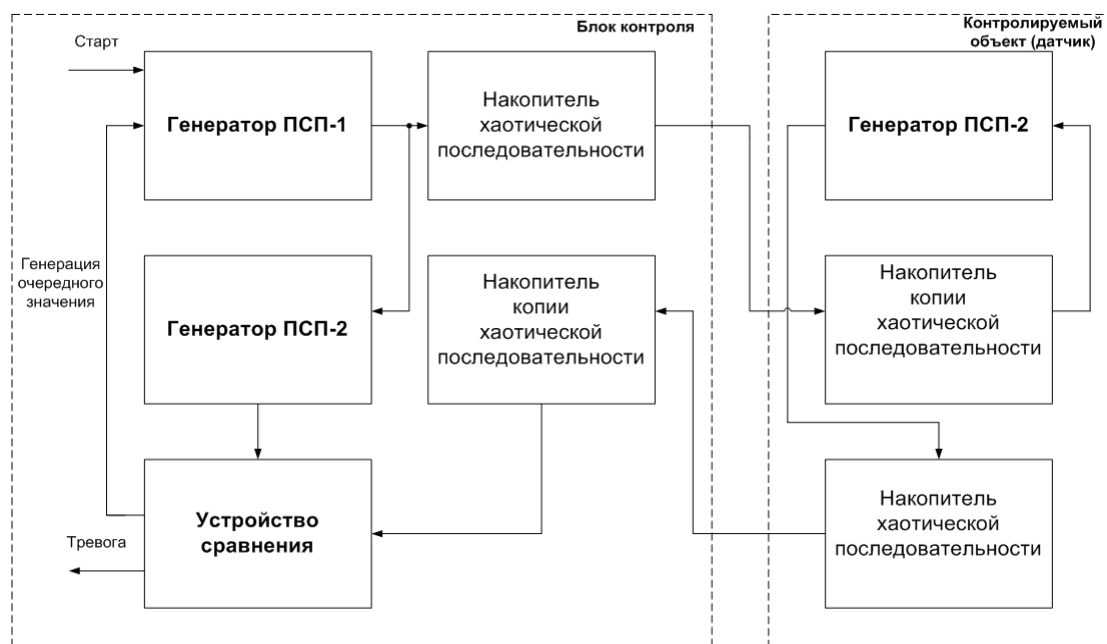 Блок контроля
Контролируемый
объект (датчик)
Старт
Генератор ПСП-1
Накопитель
хаотической
последовательности
Генератор ПСП-2
Генерация
очередного
значения
Генератор ПСП-2
Накопитель
копии
хаотической
последовательности
Накопитель
копии
хаотической
последовательности
Устройство
сравнения
Тревога
Накопитель
хаотической
последовательности